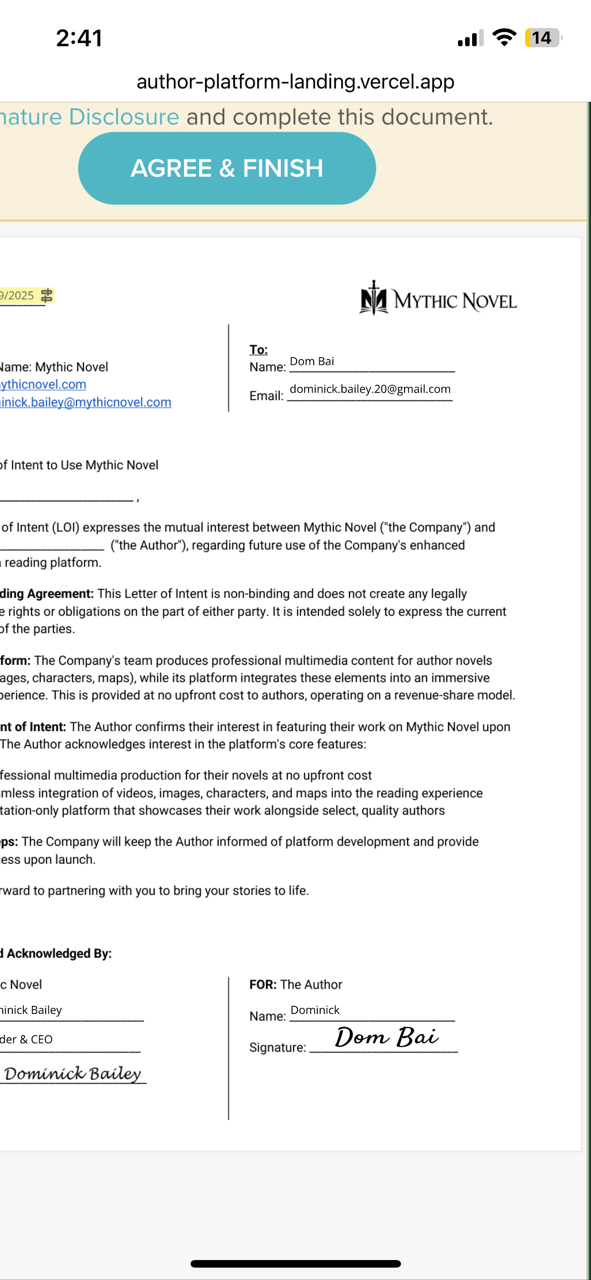 2:41
14
author-platform-landing.vercel.app
nature Disclosure and complete this document.
AGREE & FINISH
9/2025
MYTHIC NOVEL
To:
Name: Mythic Novel
Name: Dom Bai
ythicnovel.com
Email: dominick.bailey.20@gmail.com
inick.bailey@mythicnovel.com
of Intent to Use Mythic Novel
,
of Intent (LOI) expresses the mutual interest between Mythic Novel ("the Company") and
("the Author"), regarding future use of the Company's enhanced
reading platform.
ding Agreement: This Letter of Intent is non-binding and does not create any legally
e rights or obligations on the part of either party. It is intended solely to express the current
of the parties.
form: The Company's team produces professional multimedia content for author novels
ages, characters, maps), while its platform integrates these elements into an immersive
perience. This is provided at no upfront cost to authors, operating on a revenue-share model.
nt of Intent: The Author confirms their interest in featuring their work on Mythic Novel upon
The Author acknowledges interest in the platform's core features:
fessional multimedia production for their novels at no upfront cost
mless integration of videos, images, characters, and maps into the reading experience
tation-only platform that showcases their work alongside select, quality authors
eps: The Company will keep the Author informed of platform development and provide
cess upon launch.
rward to partnering with you to bring your stories to life.
d Acknowledged By:
c Novel
FOR: The Author
minick Bailey
Name: Dominick
der & CEO
Signature: Dom Bai
Dominick Bailey